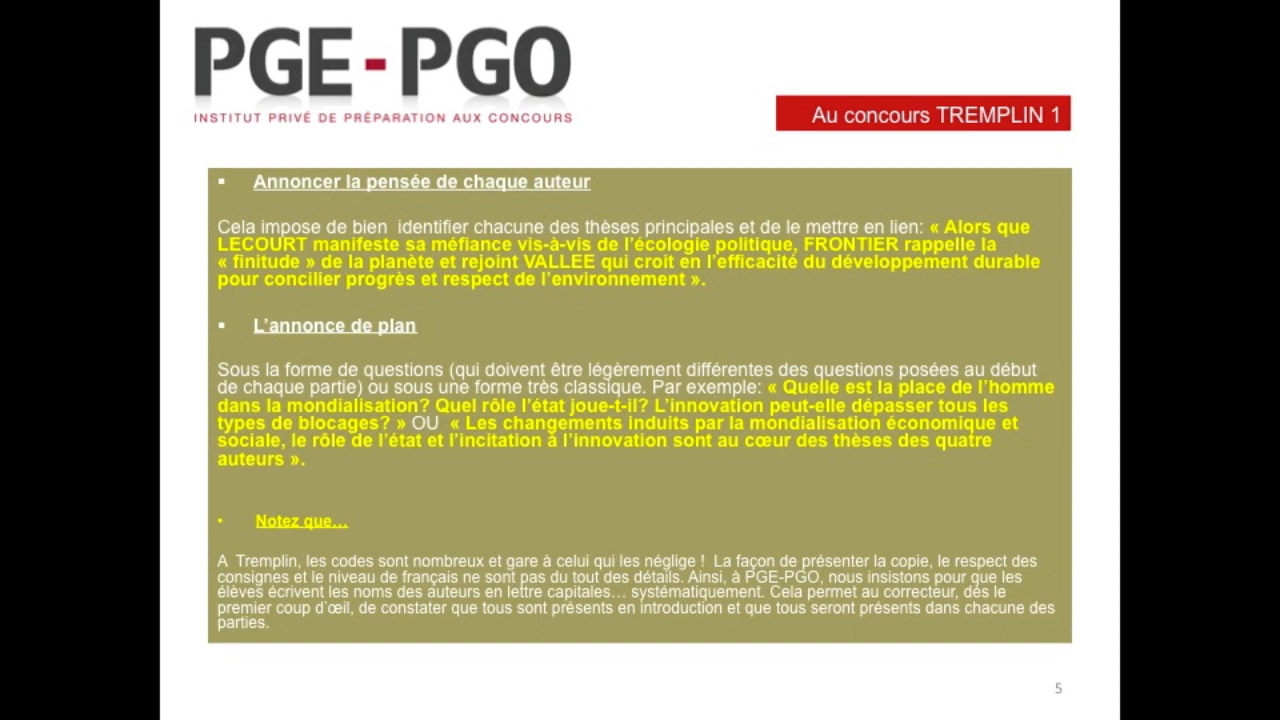 PGE-PGO
INSTITUT PRIVÉ DE PRÉPARATION AUX CONCOURS
Au concours TREMPLIN 1
▪ Annoncer la pensée de chaque auteur
Cela impose de bien  identifier chacune des thèses principales et de le mettre en lien: « Alors que
LECOURT manifeste sa méfiance vis-à-vis de l’écologie politique, FRONTIER rappelle la
« finitude » de la planète et rejoint VALLEE qui croit en l’efficacité du développement durable
pour concilier progrès et respect de l’environnement ».
▪ L’annonce de plan
Sous la forme de questions (qui doivent être légèrement différentes des questions posées au début
de chaque partie) ou sous une forme très classique. Par exemple: « Quelle est la place de l’homme
dans la mondialisation? Quel rôle l’état joue-t-il? L’innovation peut-elle dépasser tous les
types de blocages? » OU  « Les changements induits par la mondialisation économique et
sociale, le rôle de l’état et l’incitation à l’innovation sont au cœur des thèses des quatre
auteurs ».
• Notez que…
A  Tremplin, les codes sont nombreux et gare à celui qui les néglige !  La façon de présenter la copie, le respect des
consignes et le niveau de français ne sont pas du tout des détails. Ainsi, à PGE-PGO, nous insistons pour que les
élèves écrivent les noms des auteurs en lettre capitales… systématiquement. Cela permet au correcteur, dès le
premier coup d’œil, de constater que tous sont présents en introduction et que tous seront présents dans chacune des
parties.
5